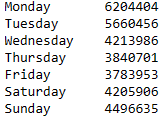 Monday 6204404
Tuesday 5660456
Wednesday 4213986
Thursday 3840701
Friday 3783953
Saturday 4205906
Sunday 4496635